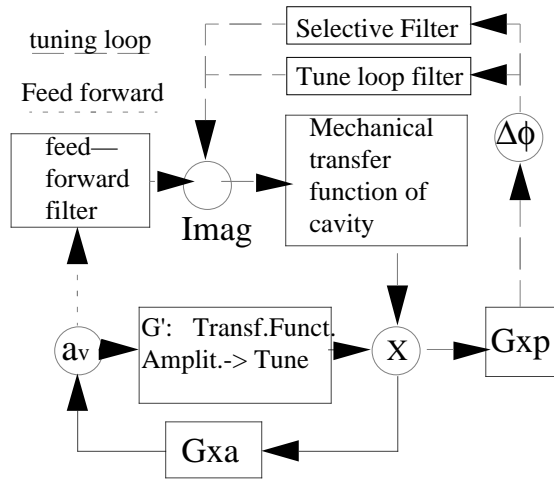 tuning loop
Feed forward
Selective Filter
Tune loop filter
Δϕ
feed—
forward
filter
Imag
Mechanical
transfer
function of
cavity
av
G': Transf.Funct.
Amplit.-> Tune
X
Gxp
Gxa